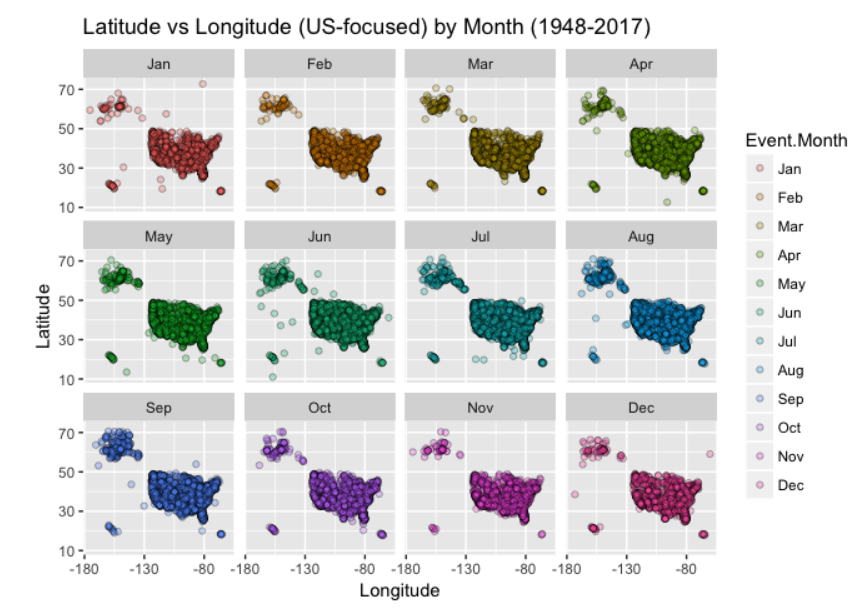 Latitude vs Longitude (US-focused) by Month (1948-2017)
Jan Feb Mar Apr
70
50
30
10
May Jun Jul Aug
70
50
30
10
Sep Oct Nov Dec
70
50
30
10
-180 -130 -80 -180 -130 -80 -180 -130 -80 -180 -130 -80
Longitude
Latitude
Event.Month
Jan
Feb
Mar
Apr
May
Jun
Jul
Aug
Sep
Oct
Nov
Dec